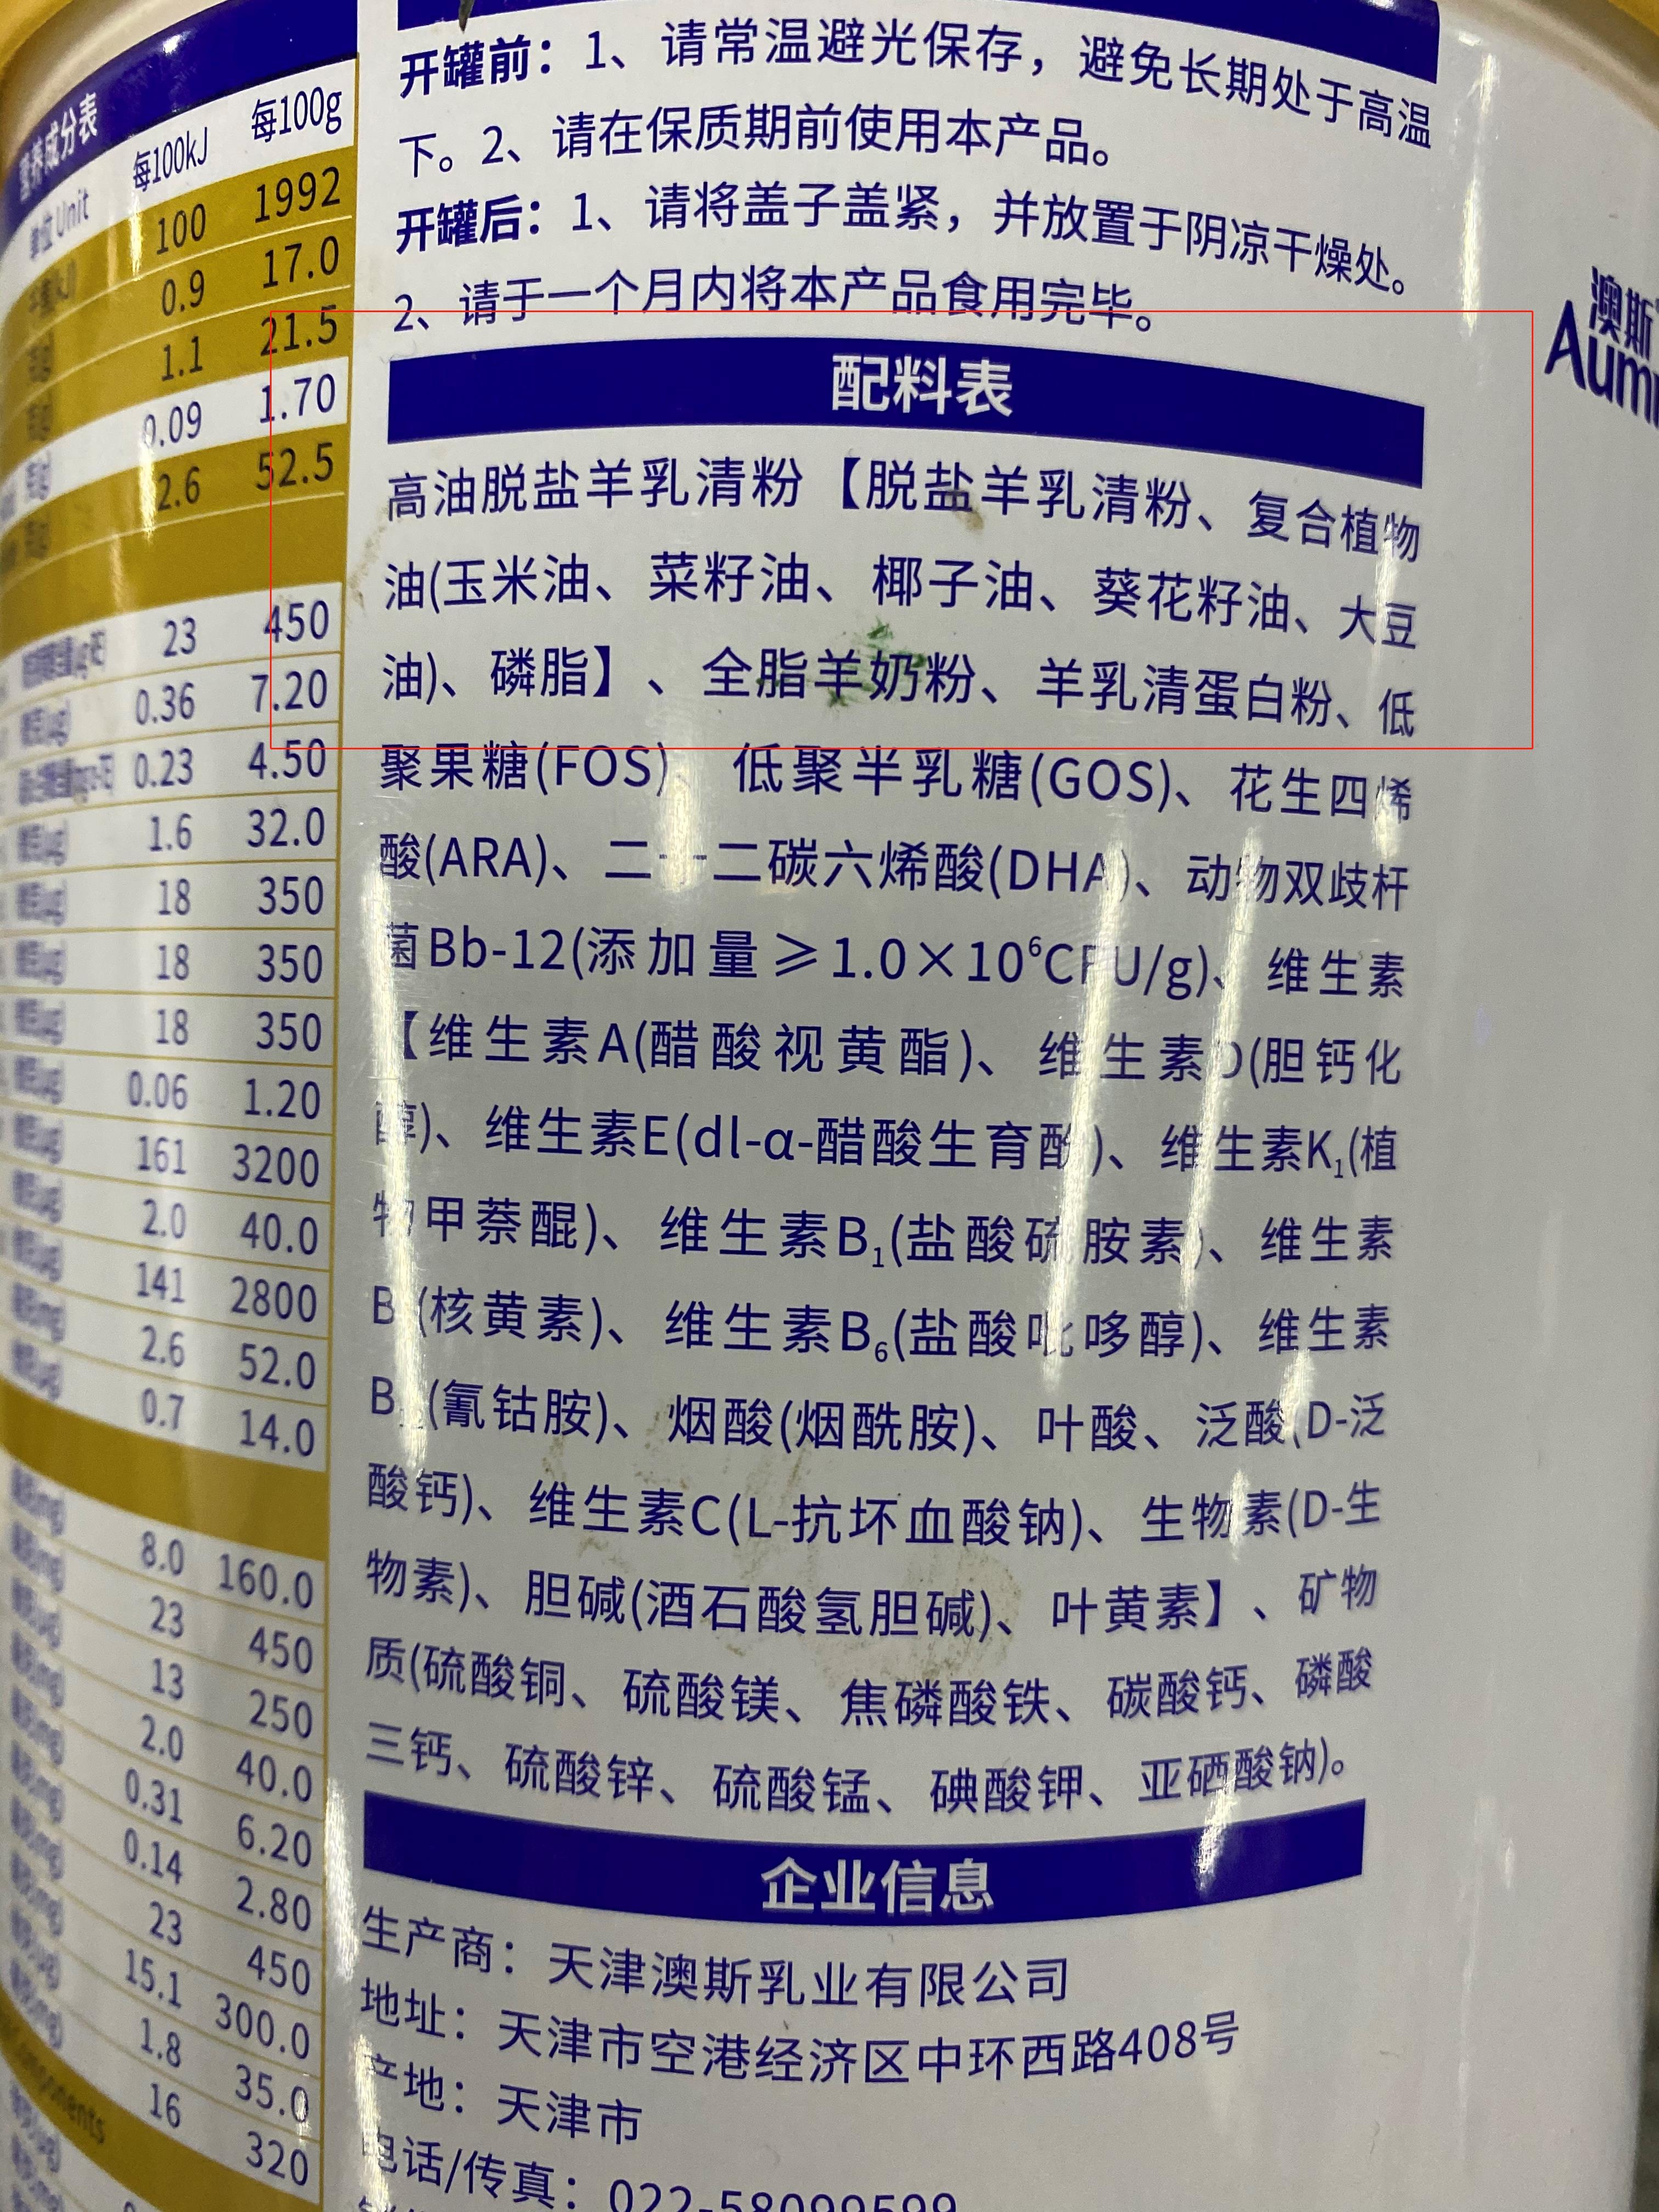 开罐前：1、请常温避光保存，避免长期处于高温
下。2、请在保质期前使用本产品。
开罐后：1、请将盖子盖紧，并放置于阴凉干燥处。
2、请于一个月内将本产品食用完毕。
配料表
高油脱盐羊乳清粉【脱盐羊乳清粉、复合植物
油(玉米油、菜籽油、椰子油、葵花籽油、大豆
油)、磷脂】、全脂羊奶粉、羊乳清蛋白粉、低
聚果糖(FOS)、低聚半乳糖(GOS)、花生四烯
酸(ARA)、二十二碳六烯酸(DHA)、动物双歧杆
菌Bb-12(添加量≥1.0×10⁶CFU/g)、维生素
【维生素A(醋酸视黄酯)、维生素D(胆钙化
醇)、维生素E(dl-α-醋酸生育酚)、维生素K₁(植
物甲萘醌)、维生素B₁(盐酸硫胺素)、维生素
B (核黄素)、维生素B₆(盐酸吡哆醇)、维生素
B (氰钴胺)、烟酸(烟酰胺)、叶酸、泛酸(D-泛
酸钙)、维生素C(L-抗坏血酸钠)、生物素(D-生
物素)、胆碱(酒石酸氢胆碱)、叶黄素】、矿物
质(硫酸铜、硫酸镁、焦磷酸铁、碳酸钙、磷酸
三钙、硫酸锌、硫酸锰、碘酸钾、亚硒酸钠)。
企业信息
生产商：天津澳斯乳业有限公司
地址：天津市空港经济区中环西路408号
产地：天津市
电话/传真：022-58099599
营养成分表
单位 Unit 每100kJ 每100g
100 1992
0.9 17.0
1.1 21.5
0.09 1.70
2.6 52.5
23 450
0.36 7.20
0.23 4.50
1.6 32.0
18 350
18 350
18 350
0.06 1.20
161 3200
2.0 40.0
141 2800
2.6 52.0
0.7 14.0
8.0 160.0
23 450
13 250
2.0 40.0
0.31 6.20
0.14 2.80
23 450
15.1 300.0
1.8 35.0
16 320
澳斯
Aum